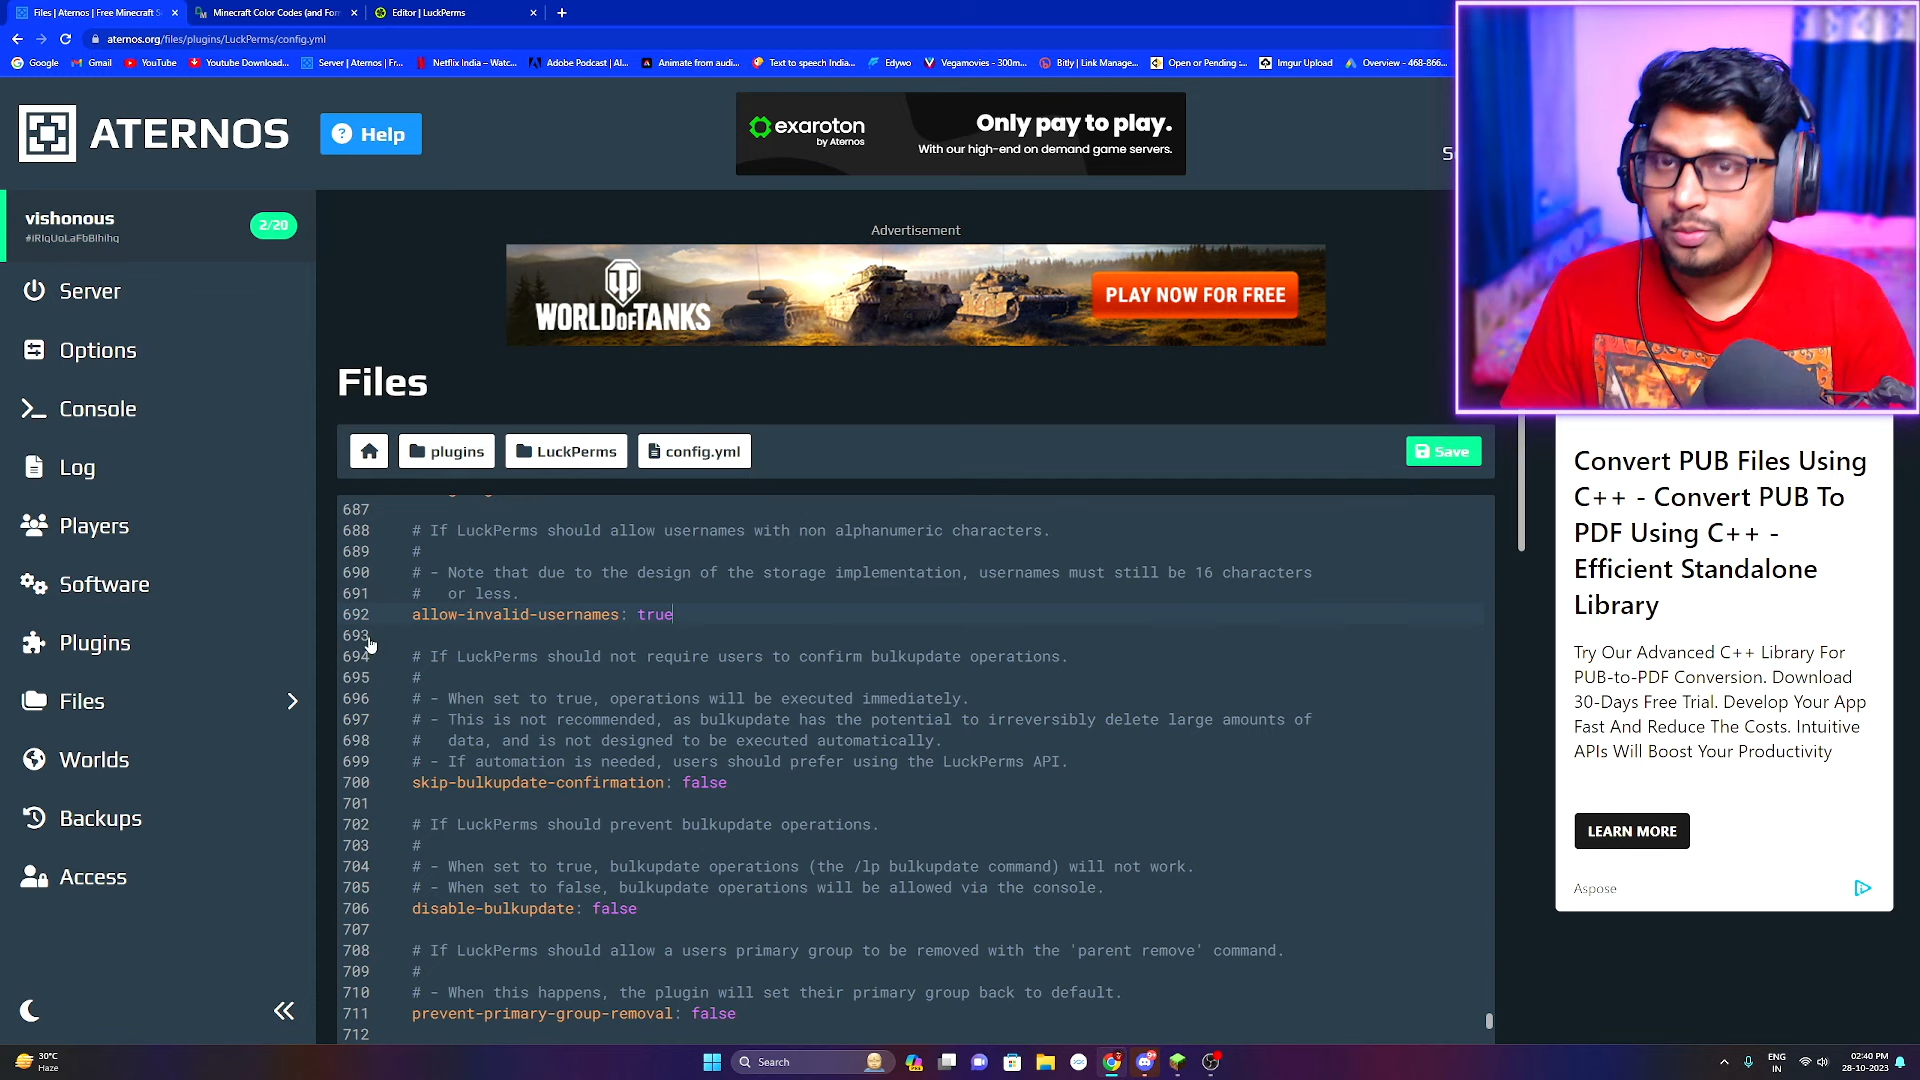 Files | Aternos | Free Minecraft S
Minecraft Color Codes (and For
Editor | LuckPerms
aternos.org/files/plugins/LuckPerms/config.yml
Google
Gmail
YouTube
Youtube Download...
Server | Aternos | Fr...
Netflix India – Watc...
Adobe Podcast | AI...
Animate from audi...
Text to speech India...
Edywo
Vegamovies - 300m...
Bitly | Link Manage...
Open or Pending :...
Imgur Upload
Overview - 468-866...
ATERNOS
Help
exaroton
by Aternos
Only pay to play.
With our high-end on demand game servers.
S
vishonous
2/20
Server
Options
Console
Log
Players
Software
Plugins
Files
Worlds
Backups
Access
Advertisement
WORLD OF TANKS
PLAY NOW FOR FREE
Files
plugins
LuckPerms
config.yml
Save
687
688 # If LuckPerms should allow usernames with non alphanumeric characters.
689 #
690 # - Note that due to the design of the storage implementation, usernames must still be 16 characters
691 #   or less.
692 allow-invalid-usernames: true
693
694 # If LuckPerms should not require users to confirm bulkupdate operations.
695 #
696 # - When set to true, operations will be executed immediately.
697 # - This is not recommended, as bulkupdate has the potential to irreversibly delete large amounts of
698 #   data, and is not designed to be executed automatically.
699 # - If automation is needed, users should prefer using the LuckPerms API.
700 skip-bulkupdate-confirmation: false
701
702 # If LuckPerms should prevent bulkupdate operations.
703 #
704 # - When set to true, bulkupdate operations (the /lp bulkupdate command) will not work.
705 # - When set to false, bulkupdate operations will be allowed via the console.
706 disable-bulkupdate: false
707
708 # If LuckPerms should allow a users primary group to be removed with the 'parent remove' command.
709 #
710 # - When this happens, the plugin will set their primary group back to default.
711 prevent-primary-group-removal: false
712
Convert PUB Files Using
C++ - Convert PUB To
PDF Using C++ -
Efficient Standalone
Library
Try Our Advanced C++ Library For
PUB-to-PDF Conversion. Download
30-Days Free Trial. Develop Your App
Fast And Reduce The Costs. Intuitive
APIs Will Boost Your Productivity
LEARN MORE
Aspose
30°C
Haze
Search
ENG
IN
02:40 PM
28-10-2023